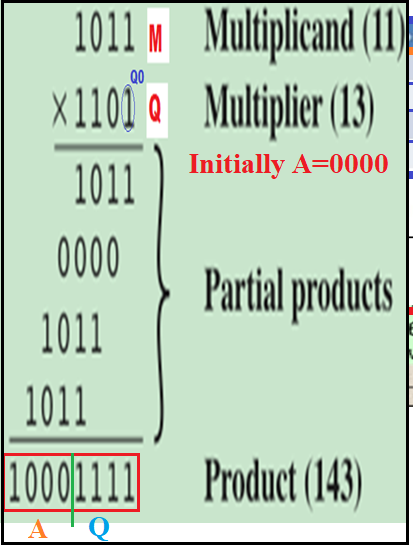 1011 M Multiplicand (11)
Q0
×1101 Q Multiplier (13)
Initially A=0000
1011
0000
Partial products
1011
1011
10001111 Product (143)
A Q